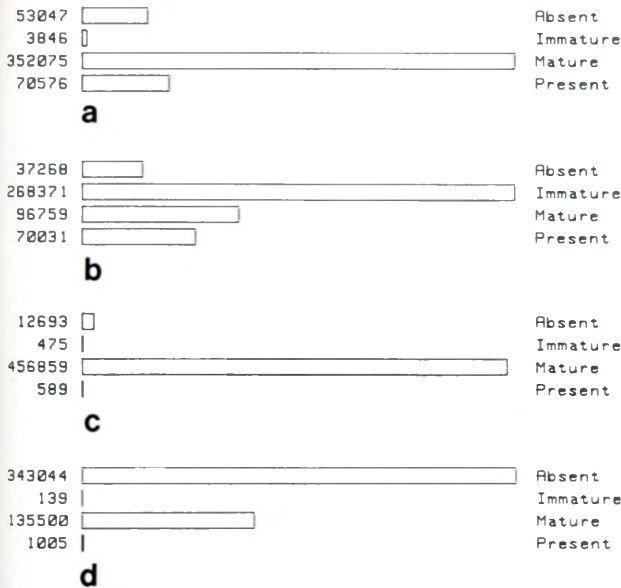 53047 Absent
3846 Immature
352075 Mature
70576 Present
a
37268 Absent
268371 Immature
96759 Mature
70031 Present
b
12693 Absent
475 Immature
456859 Mature
589 Present
c
343044 Absent
139 Immature
135500 Mature
1005 Present
d